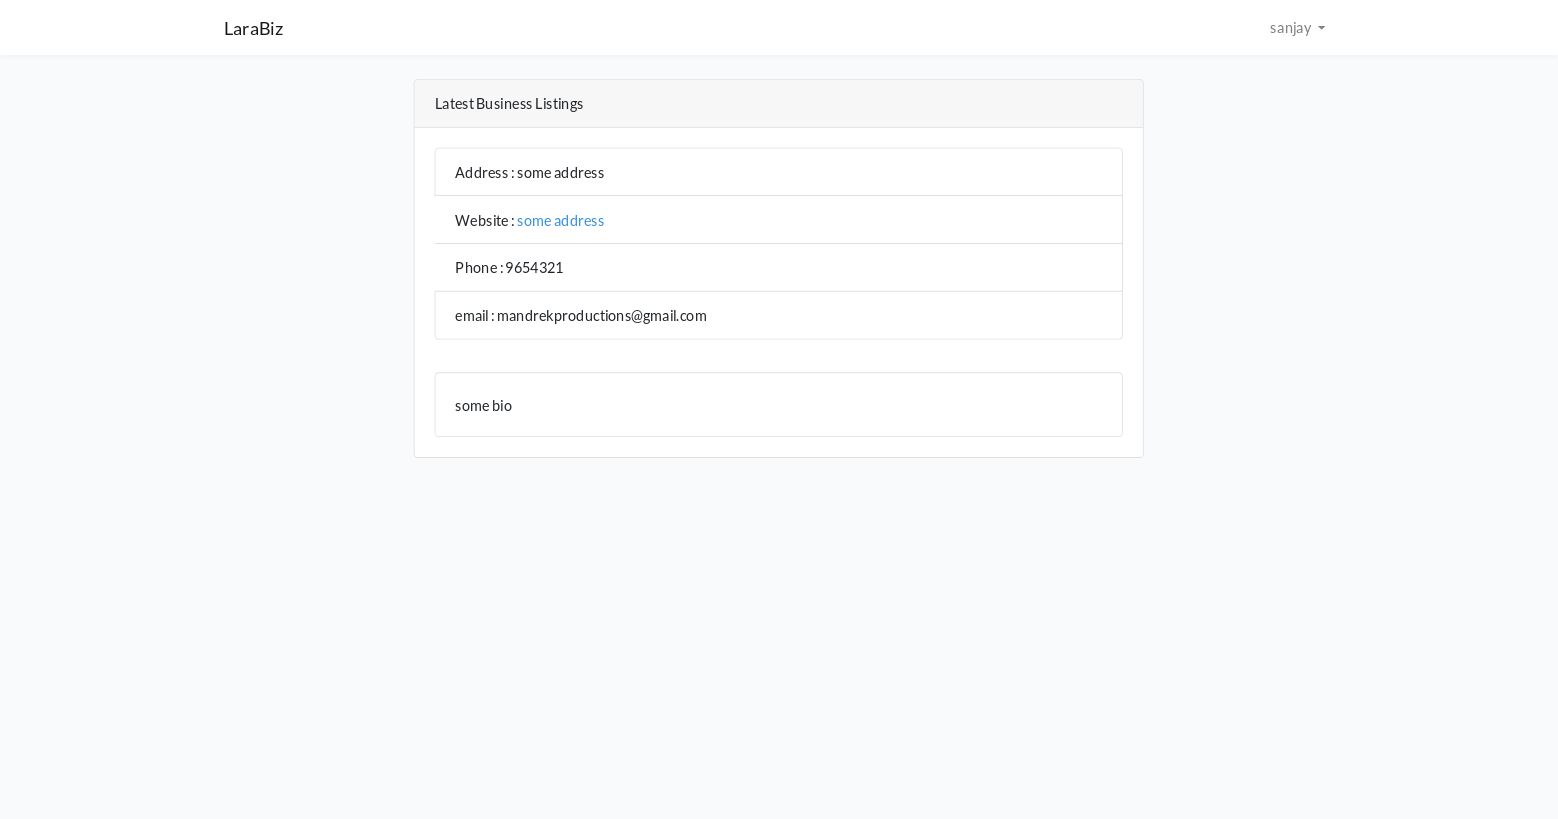 LaraBiz
sanjay
Latest Business Listings
Address : some address
Website : some address
Phone : 9654321
email : mandrekproductions@gmail.com
some bio